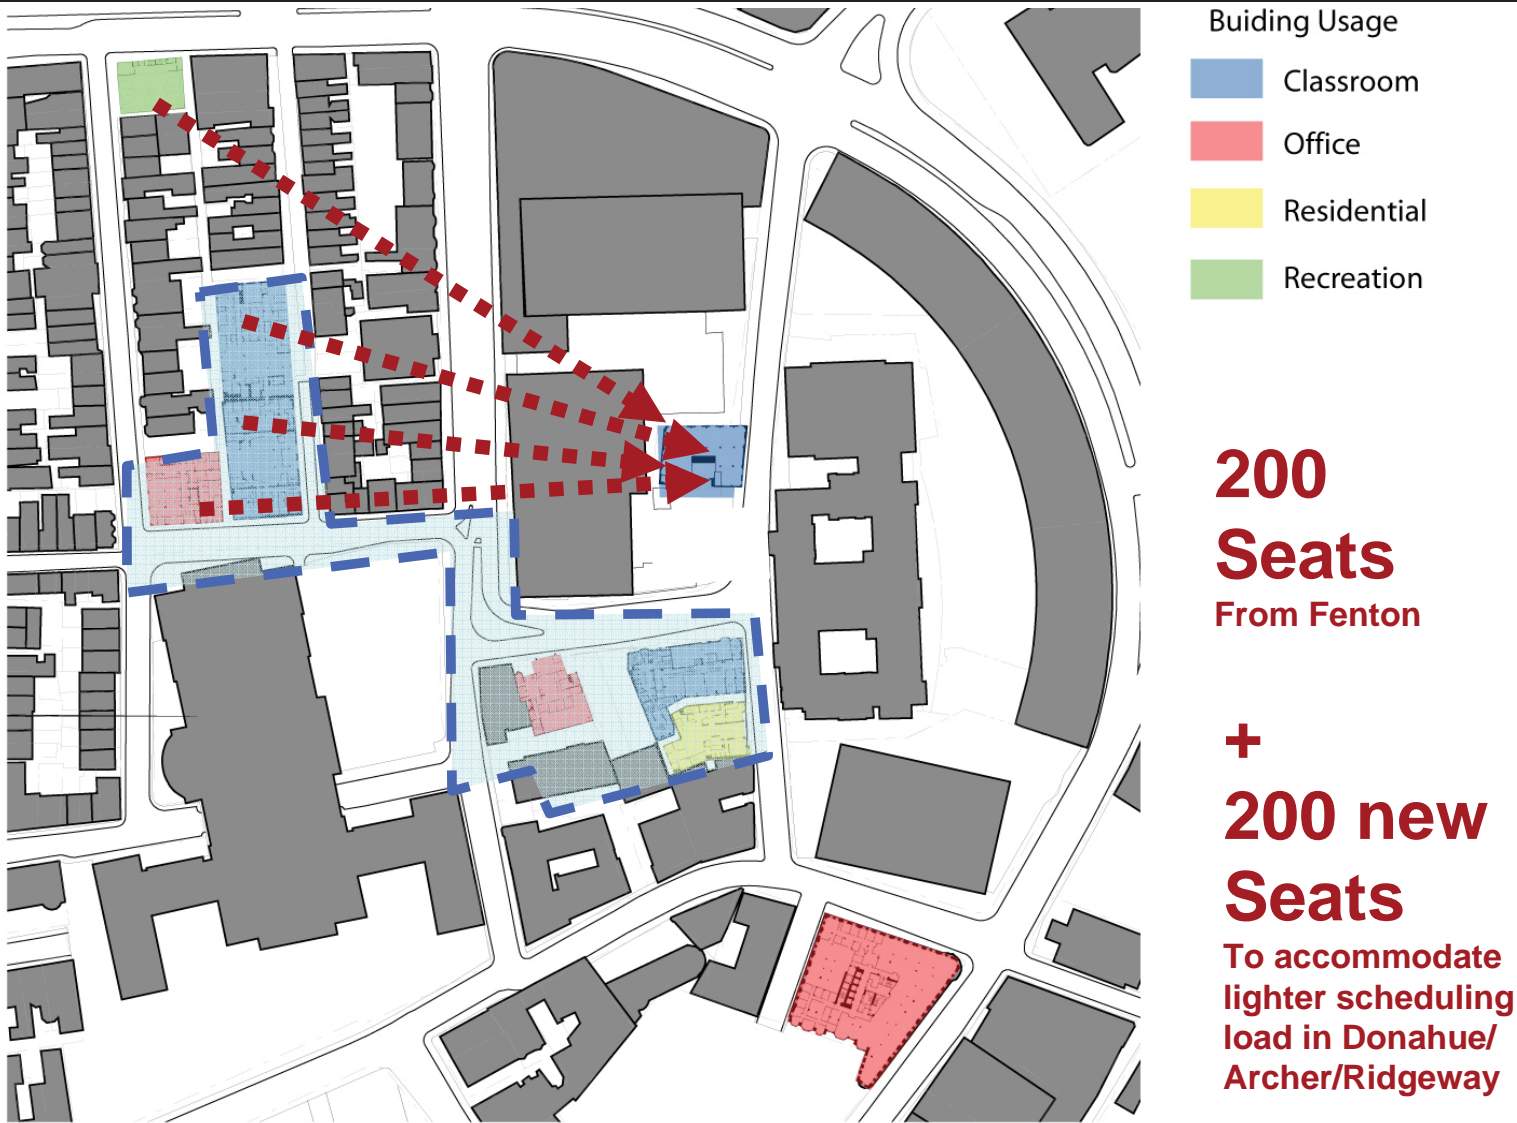 Buiding Usage
Classroom
Office
Residential
Recreation
200
Seats
From Fenton
+
200 new
Seats
To accommodate
lighter scheduling
load in Donahue/
Archer/Ridgeway